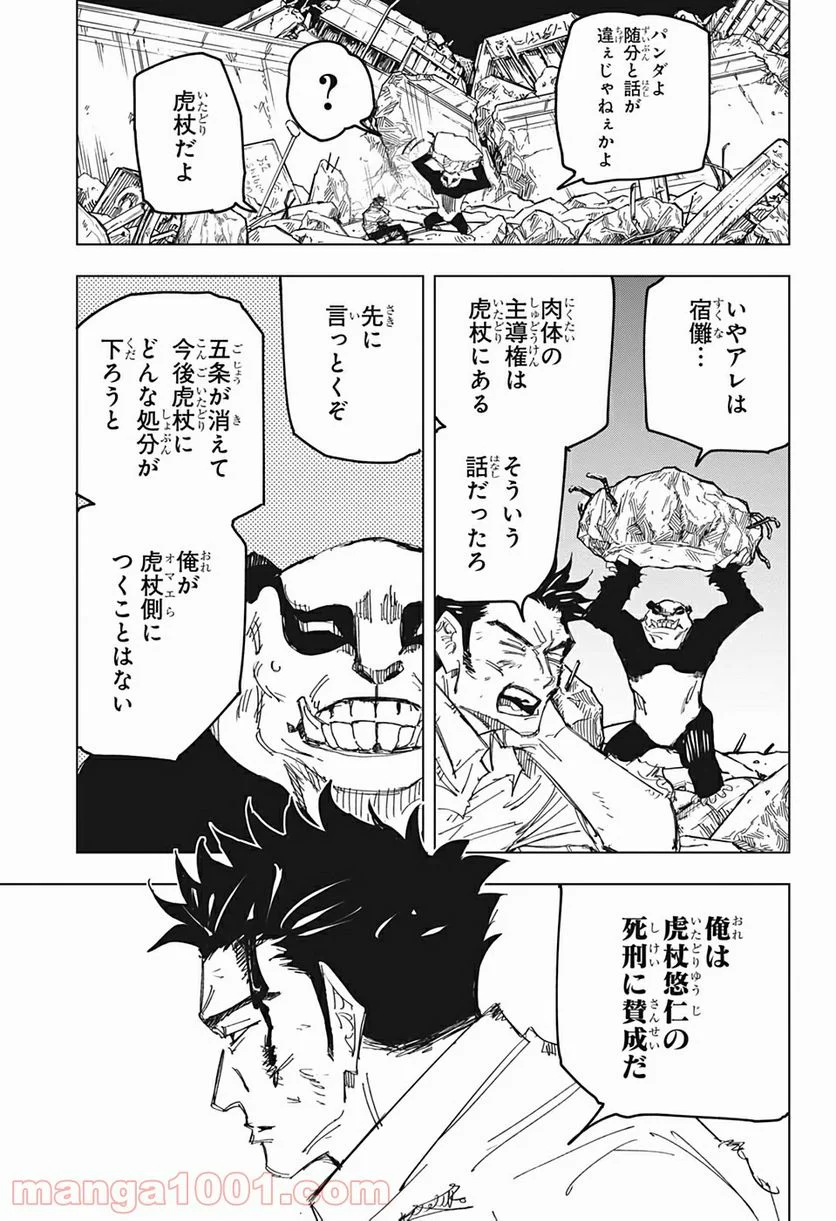 パンダよ
随分と話が
違ぇじゃねぇかよ
?
虎杖だよ
いやアレは
宿儺…
肉体の
主導権は
虎杖にある
そういう
話だったろ
先に
言っとくぞ
五条が消えて
今後虎杖に
どんな処分が
下ろうと
俺が
虎杖側に
つくことはない
俺は
虎杖悠仁の
死刑に賛成だ
manga1001.com